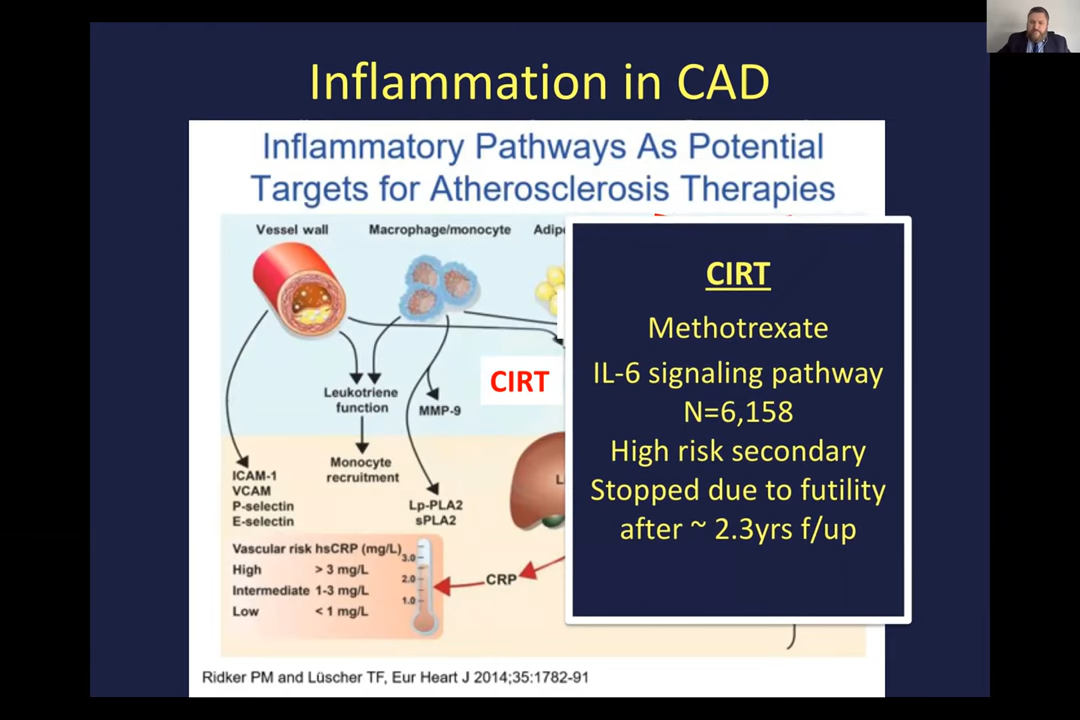 Inflammation in CAD
Inflammatory Pathways As Potential
Targets for Atherosclerosis Therapies
Vessel wall
Macrophage/monocyte
CIRT
Leukotriene
function
MMP-9
Monocyte
recruitment
ICAM-1
VCAM
P-selectin
E-selectin
Lp-PLA2
sPLA2
Vascular risk hsCRP (mg/L)
High > 3 mg/L
Intermediate 1-3 mg/L
Low < 1 mg/L
3.0
2.0
1.0
CRP
CIRT
Methotrexate
IL-6 signaling pathway
N=6,158
High risk secondary
Stopped due to futility
after ~ 2.3yrs f/up
Ridker PM and Lüscher TF, Eur Heart J 2014;35:1782-91